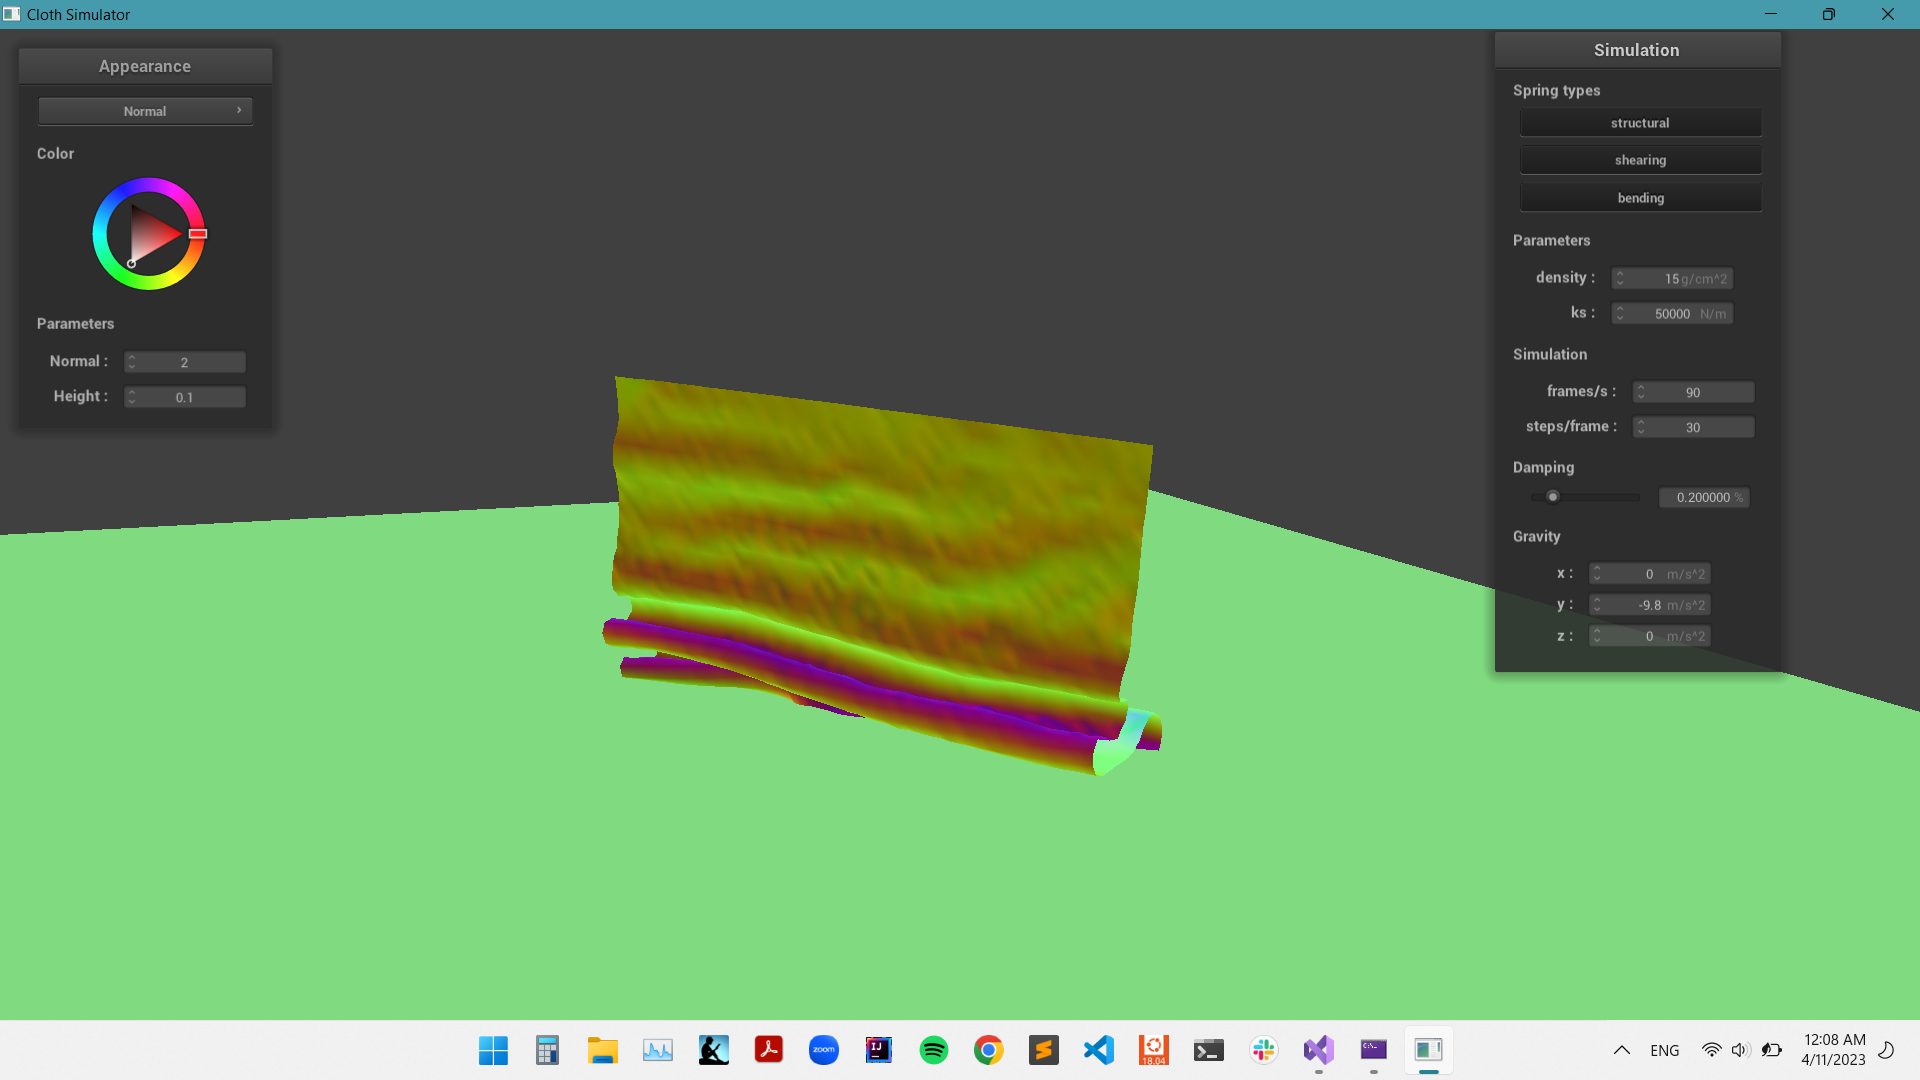 Cloth Simulator
Appearance
Normal
Color
Parameters
Normal : 2
Height : 0.1
Simulation
Spring types
structural
shearing
bending
Parameters
density : 15 g/cm^2
ks : 50000 N/m
Simulation
frames/s : 90
steps/frame : 30
Damping
0.200000 %
Gravity
x : 0 m/s^2
y : -9.8 m/s^2
z : 0 m/s^2
zoom
IJ
18.04
C:\.
ENG
12:08 AM
4/11/2023